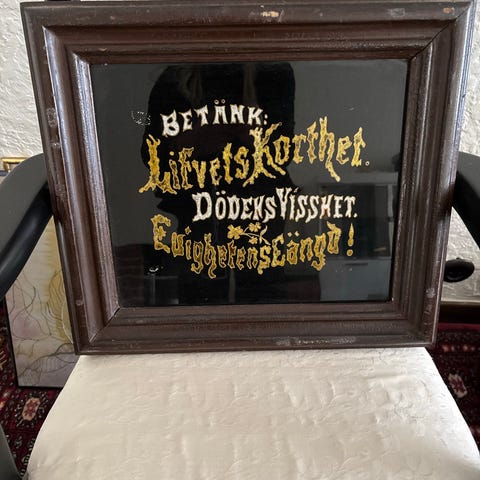 BETÄNK:
Lifvets Korthet.
DÖDENS VISSHET.
Evighetens Längd!